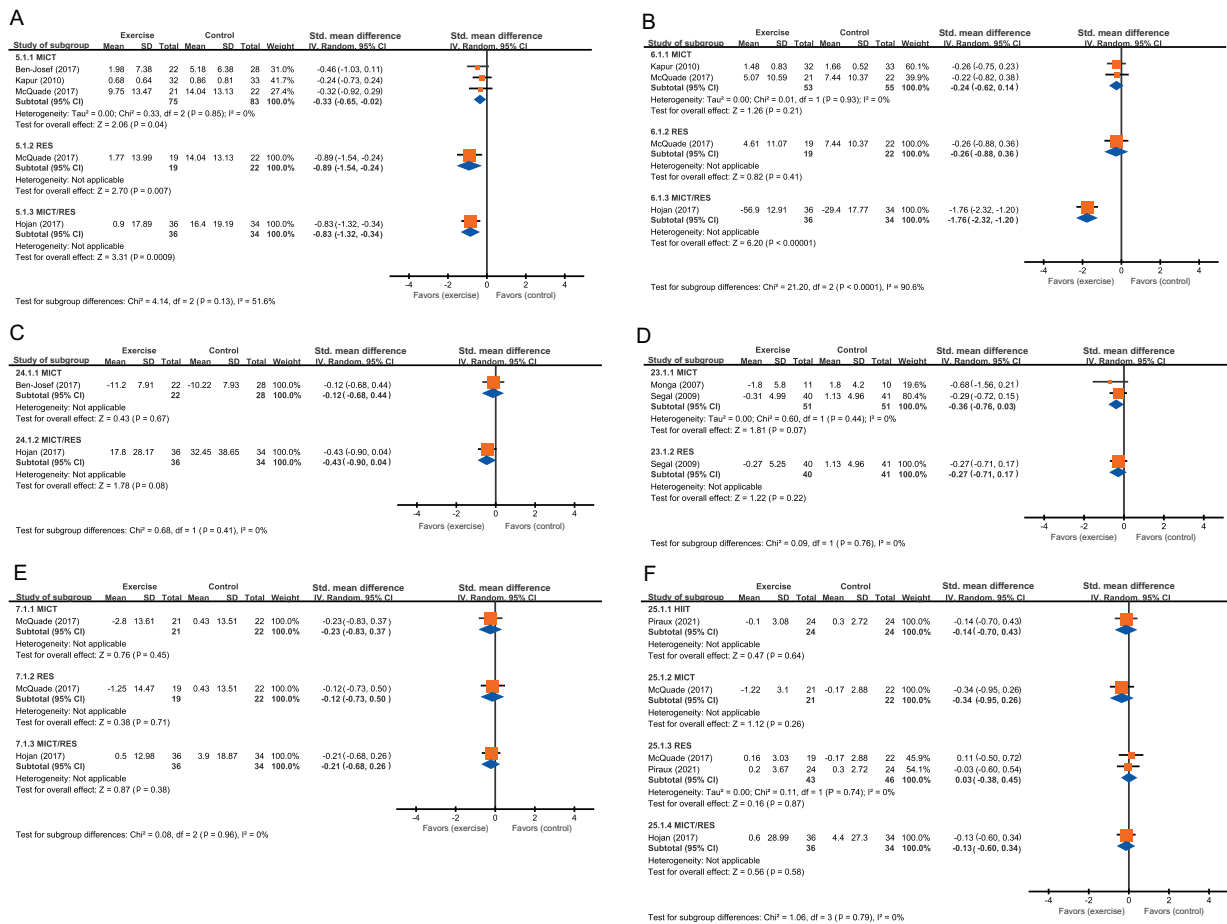 A
Exercise Control Std. mean difference Std. mean difference
Study of subgroup Mean SD Total Mean SD Total Weight IV. Random. 95% CI IV. Random. 95% CI
5.1.1 MICT
Ben-Josef (2017) 1.98 7.38 22 5.18 6.38 28 31.0% -0.46 (-1.03, 0.11)
Kapur (2010) 0.68 0.64 32 0.86 0.81 33 41.7% -0.24 (-0.73, 0.24)
McQuade (2017) 9.75 13.47 21 14.04 13.13 22 27.4% -0.32 (-0.92, 0.29)
Subtotal (95% CI) 75 83 100.0% -0.33 (-0.65, -0.02)
Heterogeneity: Tau² = 0.00; Chi² = 0.33, df = 2 (P = 0.85); I² = 0%
Test for overall effect: Z = 2.06 (P = 0.04)
5.1.2 RES
McQuade (2017) 1.77 13.99 19 14.04 13.13 22 100.0% -0.89 (-1.54, -0.24)
Subtotal (95% CI) 19 22 100.0% -0.89 (-1.54, -0.24)
Heterogeneity: Not applicable
Test for overall effect: Z = 2.70 (P = 0.007)
5.1.3 MICT/RES
Hojan (2017) 0.9 17.89 36 16.4 19.19 34 100.0% -0.83 (-1.32, -0.34)
Subtotal (95% CI) 36 34 100.0% -0.83 (-1.32, -0.34)
Heterogeneity: Not applicable
Test for overall effect: Z = 3.31 (P = 0.0009)
-4 -2 0 2 4
Favors (exercise) Favors (control)
Test for subgroup differences: Chi² = 4.14, df = 2 (P = 0.13), I² = 51.6%
B
Exercise Control Std. mean difference Std. mean difference
Study of subgroup Mean SD Total Mean SD Total Weight IV. Random. 95% CI IV. Random. 95% CI
6.1.1 MICT
Kapur (2010) 1.48 0.83 32 1.66 0.52 33 60.1% -0.26 (-0.75, 0.23)
McQuade (2017) 5.07 10.59 21 7.44 10.37 22 39.9% -0.22 (-0.82, 0.38)
Subtotal (95% CI) 53 55 100.0% -0.24 (-0.62, 0.14)
Heterogeneity: Tau² = 0.00; Chi² = 0.01, df = 1 (P = 0.93); I² = 0%
Test for overall effect: Z = 1.26 (P = 0.21)
6.1.2 RES
McQuade (2017) 4.61 11.07 19 7.44 10.37 22 100.0% -0.26 (-0.88, 0.36)
Subtotal (95% CI) 19 22 100.0% -0.26 (-0.88, 0.36)
Heterogeneity: Not applicable
Test for overall effect: Z = 0.82 (P = 0.41)
6.1.3 MICT/RES
Hojan (2017) -56.9 12.91 36 -29.4 17.77 34 100.0% -1.76 (-2.32, -1.20)
Subtotal (95% CI) 36 34 100.0% -1.76 (-2.32, -1.20)
Heterogeneity: Not applicable
Test for overall effect: Z = 6.20 (P < 0.00001)
-4 -2 0 2 4
Favors (exercise) Favors (control)
Test for subgroup differences: Chi² = 21.20, df = 2 (P < 0.0001), I² = 90.6%
C
Exercise Control Std. mean difference Std. mean difference
Study of subgroup Mean SD Total Mean SD Total Weight IV. Random. 95% CI IV. Random. 95% CI
24.1.1 MICT
Ben-Josef (2017) -11.2 7.91 22 -10.22 7.93 28 100.0% -0.12 (-0.68, 0.44)
Subtotal (95% CI) 22 28 100.0% -0.12 (-0.68, 0.44)
Heterogeneity: Not applicable
Test for overall effect: Z = 0.43 (P = 0.67)
24.1.2 MICT/RES
Hojan (2017) 17.8 28.17 36 32.45 38.65 34 100.0% -0.43 (-0.90, 0.04)
Subtotal (95% CI) 36 34 100.0% -0.43 (-0.90, 0.04)
Heterogeneity: Not applicable
Test for overall effect: Z = 1.78 (P = 0.08)
-4 -2 0 2 4
Favors (exercise) Favors (control)
Test for subgroup differences: Chi² = 0.68, df = 1 (P = 0.41), I² = 0%
D
Exercise Control Std. mean difference Std. mean difference
Study of subgroup Mean SD Total Mean SD Total Weight IV. Random. 95% CI IV. Random. 95% CI
23.1.1 MICT
Monga (2007) -1.8 5.8 11 1.8 4.2 10 19.6% -0.68 (-1.56, 0.21)
Segal (2009) -0.31 4.99 40 1.13 4.96 41 80.4% -0.29 (-0.72, 0.15)
Subtotal (95% CI) 51 51 100.0% -0.36 (-0.76, 0.03)
Heterogeneity: Tau² = 0.00; Chi² = 0.60, df = 1 (P = 0.44); I² = 0%
Test for overall effect: Z = 1.81 (P = 0.07)
23.1.2 RES
Segal (2009) -0.27 5.25 40 1.13 4.96 41 100.0% -0.27 (-0.71, 0.17)
Subtotal (95% CI) 40 41 100.0% -0.27 (-0.71, 0.17)
Heterogeneity: Not applicable
Test for overall effect: Z = 1.22 (P = 0.22)
-4 -2 0 2 4
Favors (exercise) Favors (control)
Test for subgroup differences: Chi² = 0.09, df = 1 (P = 0.76), I² = 0%
E
Exercise Control Std. mean difference Std. mean difference
Study of subgroup Mean SD Total Mean SD Total Weight IV. Random. 95% CI IV. Random. 95% CI
7.1.1 MICT
McQuade (2017) -2.8 13.61 21 0.43 13.51 22 100.0% -0.23 (-0.83, 0.37)
Subtotal (95% CI) 21 22 100.0% -0.23 (-0.83, 0.37)
Heterogeneity: Not applicable
Test for overall effect: Z = 0.76 (P = 0.45)
7.1.2 RES
McQuade (2017) -1.25 14.47 19 0.43 13.51 22 100.0% -0.12 (-0.73, 0.50)
Subtotal (95% CI) 19 22 100.0% -0.12 (-0.73, 0.50)
Heterogeneity: Not applicable
Test for overall effect: Z = 0.38 (P = 0.71)
7.1.3 MICT/RES
Hojan (2017) 0.5 12.98 36 3.9 18.87 34 100.0% -0.21 (-0.68, 0.26)
Subtotal (95% CI) 36 34 100.0% -0.21 (-0.68, 0.26)
Heterogeneity: Not applicable
Test for overall effect: Z = 0.87 (P = 0.38)
-4 -2 0 2 4
Favors (exercise) Favors (control)
Test for subgroup differences: Chi² = 0.08, df = 2 (P = 0.96), I² = 0%
F
Exercise Control Std. mean difference Std. mean difference
Study of subgroup Mean SD Total Mean SD Total Weight IV. Random. 95% CI IV. Random. 95% CI
25.1.1 HIIT
Piraux (2021) -0.1 3.08 24 0.3 2.72 24 100.0% -0.14 (-0.70, 0.43)
Subtotal (95% CI) 24 24 100.0% -0.14 (-0.70, 0.43)
Heterogeneity: Not applicable
Test for overall effect: Z = 0.47 (P = 0.64)
25.1.2 MICT
McQuade (2017) -1.22 3.1 21 -0.17 2.88 22 100.0% -0.34 (-0.95, 0.26)
Subtotal (95% CI) 21 22 100.0% -0.34 (-0.95, 0.26)
Heterogeneity: Not applicable
Test for overall effect: Z = 1.12 (P = 0.26)
25.1.3 RES
McQuade (2017) 0.16 3.03 19 -0.17 2.88 22 45.9% 0.11 (-0.50, 0.72)
Piraux (2021) 0.2 3.67 24 0.3 2.72 24 54.1% -0.03 (-0.60, 0.54)
Subtotal (95% CI) 43 46 100.0% 0.03 (-0.38, 0.45)
Heterogeneity: Tau² = 0.00; Chi² = 0.11, df = 1 (P = 0.74); I² = 0%
Test for overall effect: Z = 0.16 (P = 0.87)
25.1.4 MICT/RES
Hojan (2017) 0.6 28.99 36 4.4 27.3 34 100.0% -0.13 (-0.60, 0.34)
Subtotal (95% CI) 36 34 100.0% -0.13 (-0.60, 0.34)
Heterogeneity: Not applicable
Test for overall effect: Z = 0.56 (P = 0.58)
-4 -2 0 2 4
Favors (exercise) Favors (control)
Test for subgroup differences: Chi² = 1.06, df = 3 (P = 0.79), I² = 0%